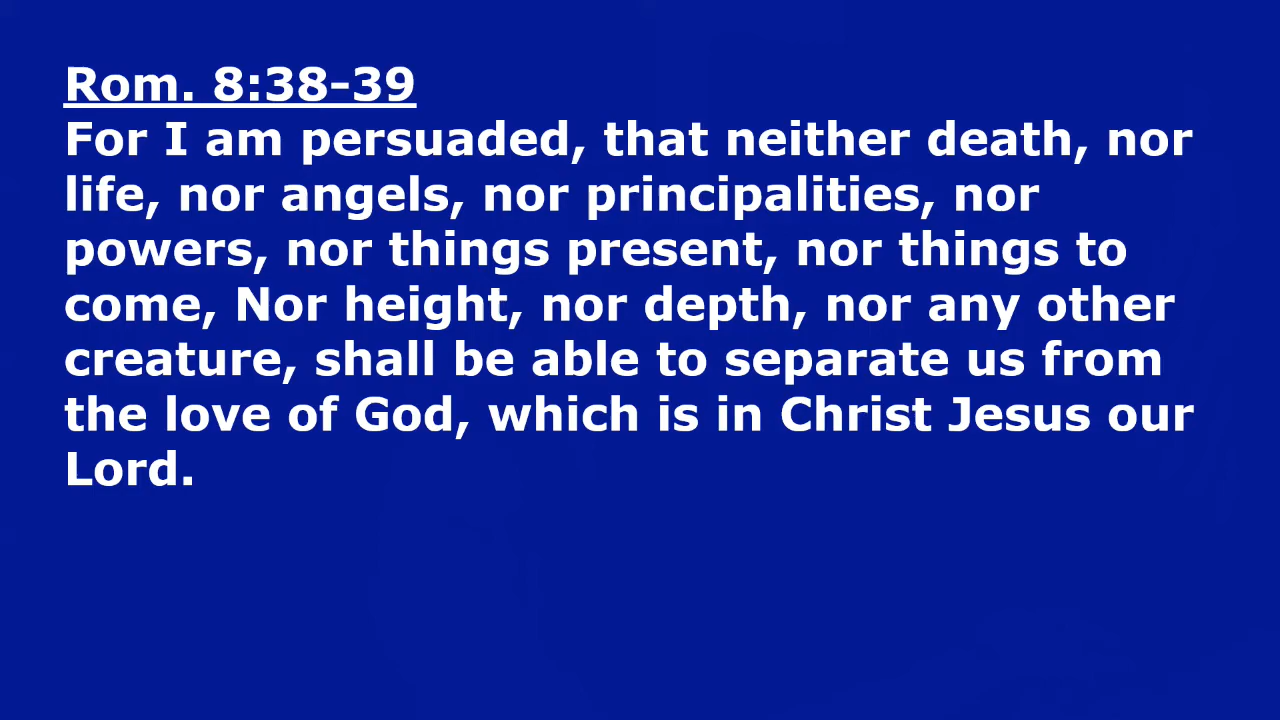 Rom. 8:38-39
For I am persuaded, that neither death, nor
life, nor angels, nor principalities, nor
powers, nor things present, nor things to
come, Nor height, nor depth, nor any other
creature, shall be able to separate us from
the love of God, which is in Christ Jesus our
Lord.